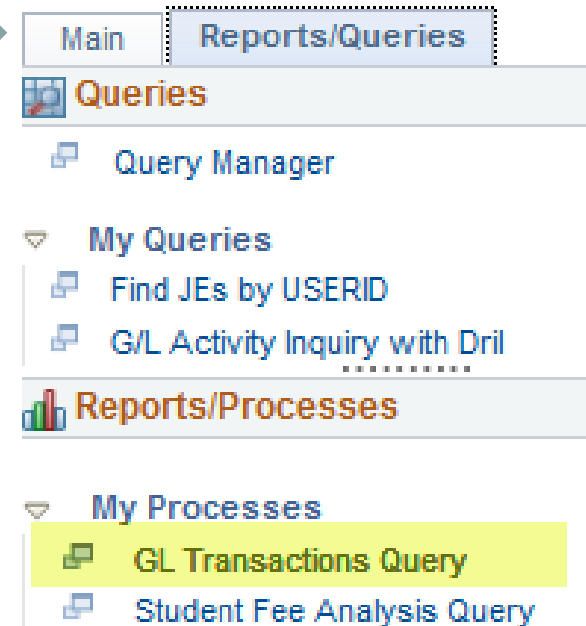 Main Reports/Queries
Queries
Query Manager
My Queries
Find JEs by USERID
G/L Activity Inquiry with Dril
Reports/Processes
My Processes
GL Transactions Query
Student Fee Analysis Query